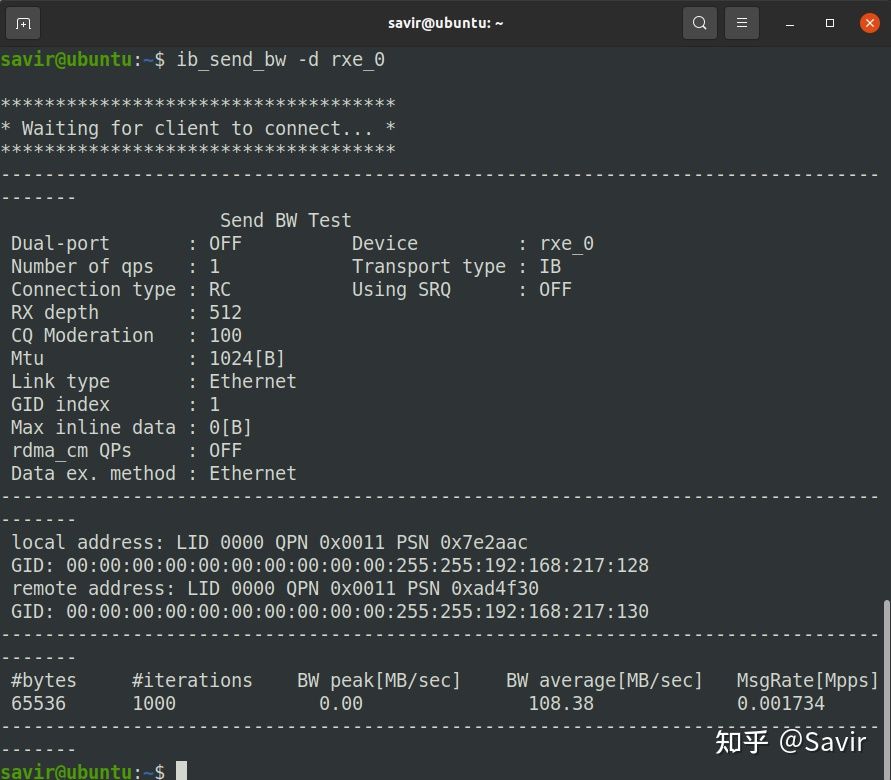 savir@ubuntu: ~
savir@ubuntu:~$ ib_send_bw -d rxe_0
************************************
* Waiting for client to connect... *
************************************
--------------------------------------------------------------------------------
-------
Send BW Test
Dual-port : OFF Device : rxe_0
Number of qps : 1 Transport type : IB
Connection type : RC Using SRQ : OFF
RX depth : 512
CQ Moderation : 100
Mtu : 1024[B]
Link type : Ethernet
GID index : 1
Max inline data : 0[B]
rdma_cm QPs : OFF
Data ex. method : Ethernet
--------------------------------------------------------------------------------
-------
local address: LID 0000 QPN 0x0011 PSN 0x7e2aac
GID: 00:00:00:00:00:00:00:00:00:00:255:255:192:168:217:128
remote address: LID 0000 QPN 0x0011 PSN 0xad4f30
GID: 00:00:00:00:00:00:00:00:00:00:255:255:192:168:217:130
--------------------------------------------------------------------------------
-------
#bytes #iterations BW peak[MB/sec] BW average[MB/sec] MsgRate[Mpps]
65536 1000 0.00 108.38 0.001734
--------------------------------------------------------------------------------
-------
知乎 @Savir
savir@ubuntu:~$